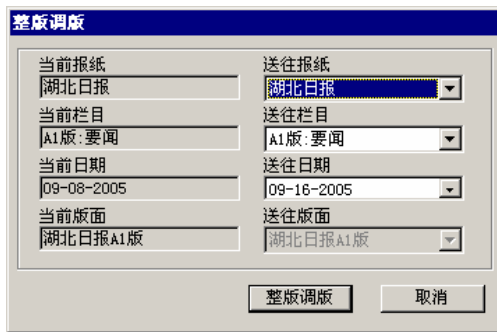 整版调版
当前报纸 送往报纸
湖北日报 湖北日报
当前栏目 送往栏目
A1版:要闻 A1版:要闻
当前日期 送往日期
09-08-2005 09-16-2005
当前版面 送往版面
湖北日报A1版 湖北日报A1版
整版调版 取消